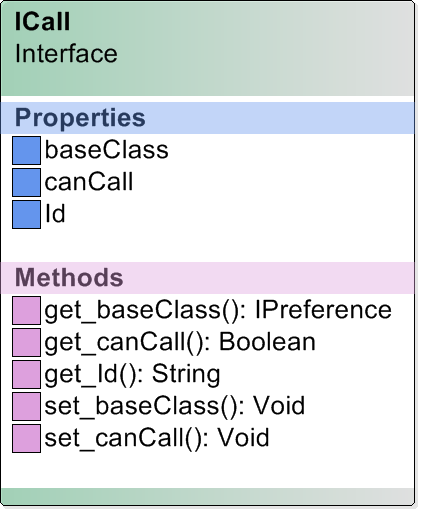 ICall
Interface
Properties
baseClass
canCall
Id
Methods
get_baseClass(): IPreference
get_canCall(): Boolean
get_Id(): String
set_baseClass(): Void
set_canCall(): Void